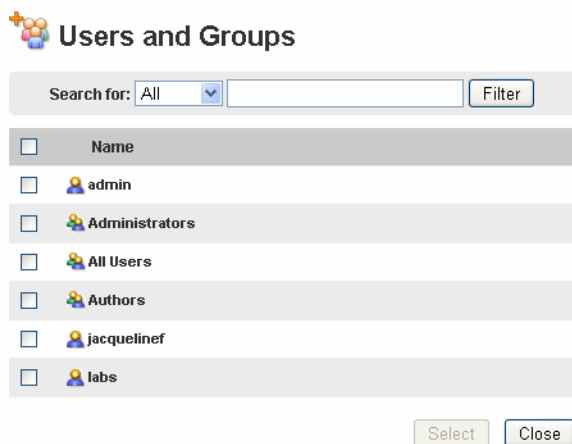 Users and Groups
Search for: All Filter
Name
admin
Administrators
All Users
Authors
jacquelinef
labs
Select Close